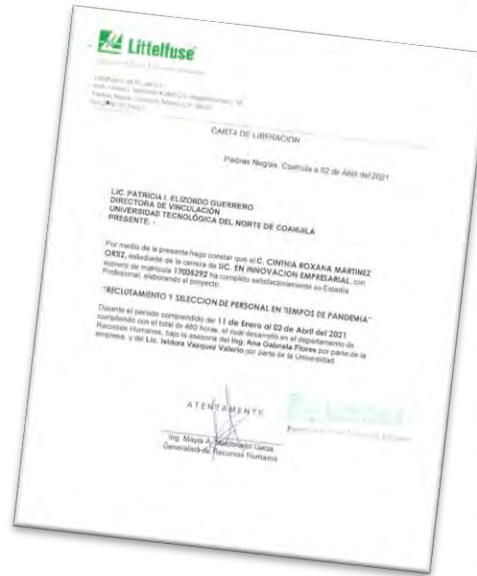 Littelfuse
CARTA DE LIBERACION
Piedras Negras, Coahuila a 02 de Abril del 2021
LIC. PATRICIA I. ELIZONDO GUERRERO
DIRECTORA DE VINCULACIÓN
UNIVERSIDAD TECNOLÓGICA DEL NORTE DE COAHUILA
PRESENTE. -
Por medio de la presente hago constar que el C. CINTHIA ROXANA MARTINEZ
estudiante de la carrera de LIC. EN INNOVACION EMPRESARIAL, con
número de matrícula 17005292 ha cumplido satisfactoriamente su Estadía
Profesional, elaborando el proyecto
"RECLUTAMIENTO Y SELECCIÓN DE PERSONAL EN TIEMPOS DE PANDEMIA"
Durante el periodo comprendido del 11 de Enero al 02 de Abril del 2021
cumpliendo con el total de 480 horas, el cual desarrolló en el departamento de
Recursos Humanos, bajo la asesoría del Ing. Ana Gabriela Flores por parte de la
empresa, y del Lic. Isidora Vazquez Valerio por parte de la Universidad.
ATENTAMENTE
Ing. Mayra A.
Generalista de Recursos Humanos